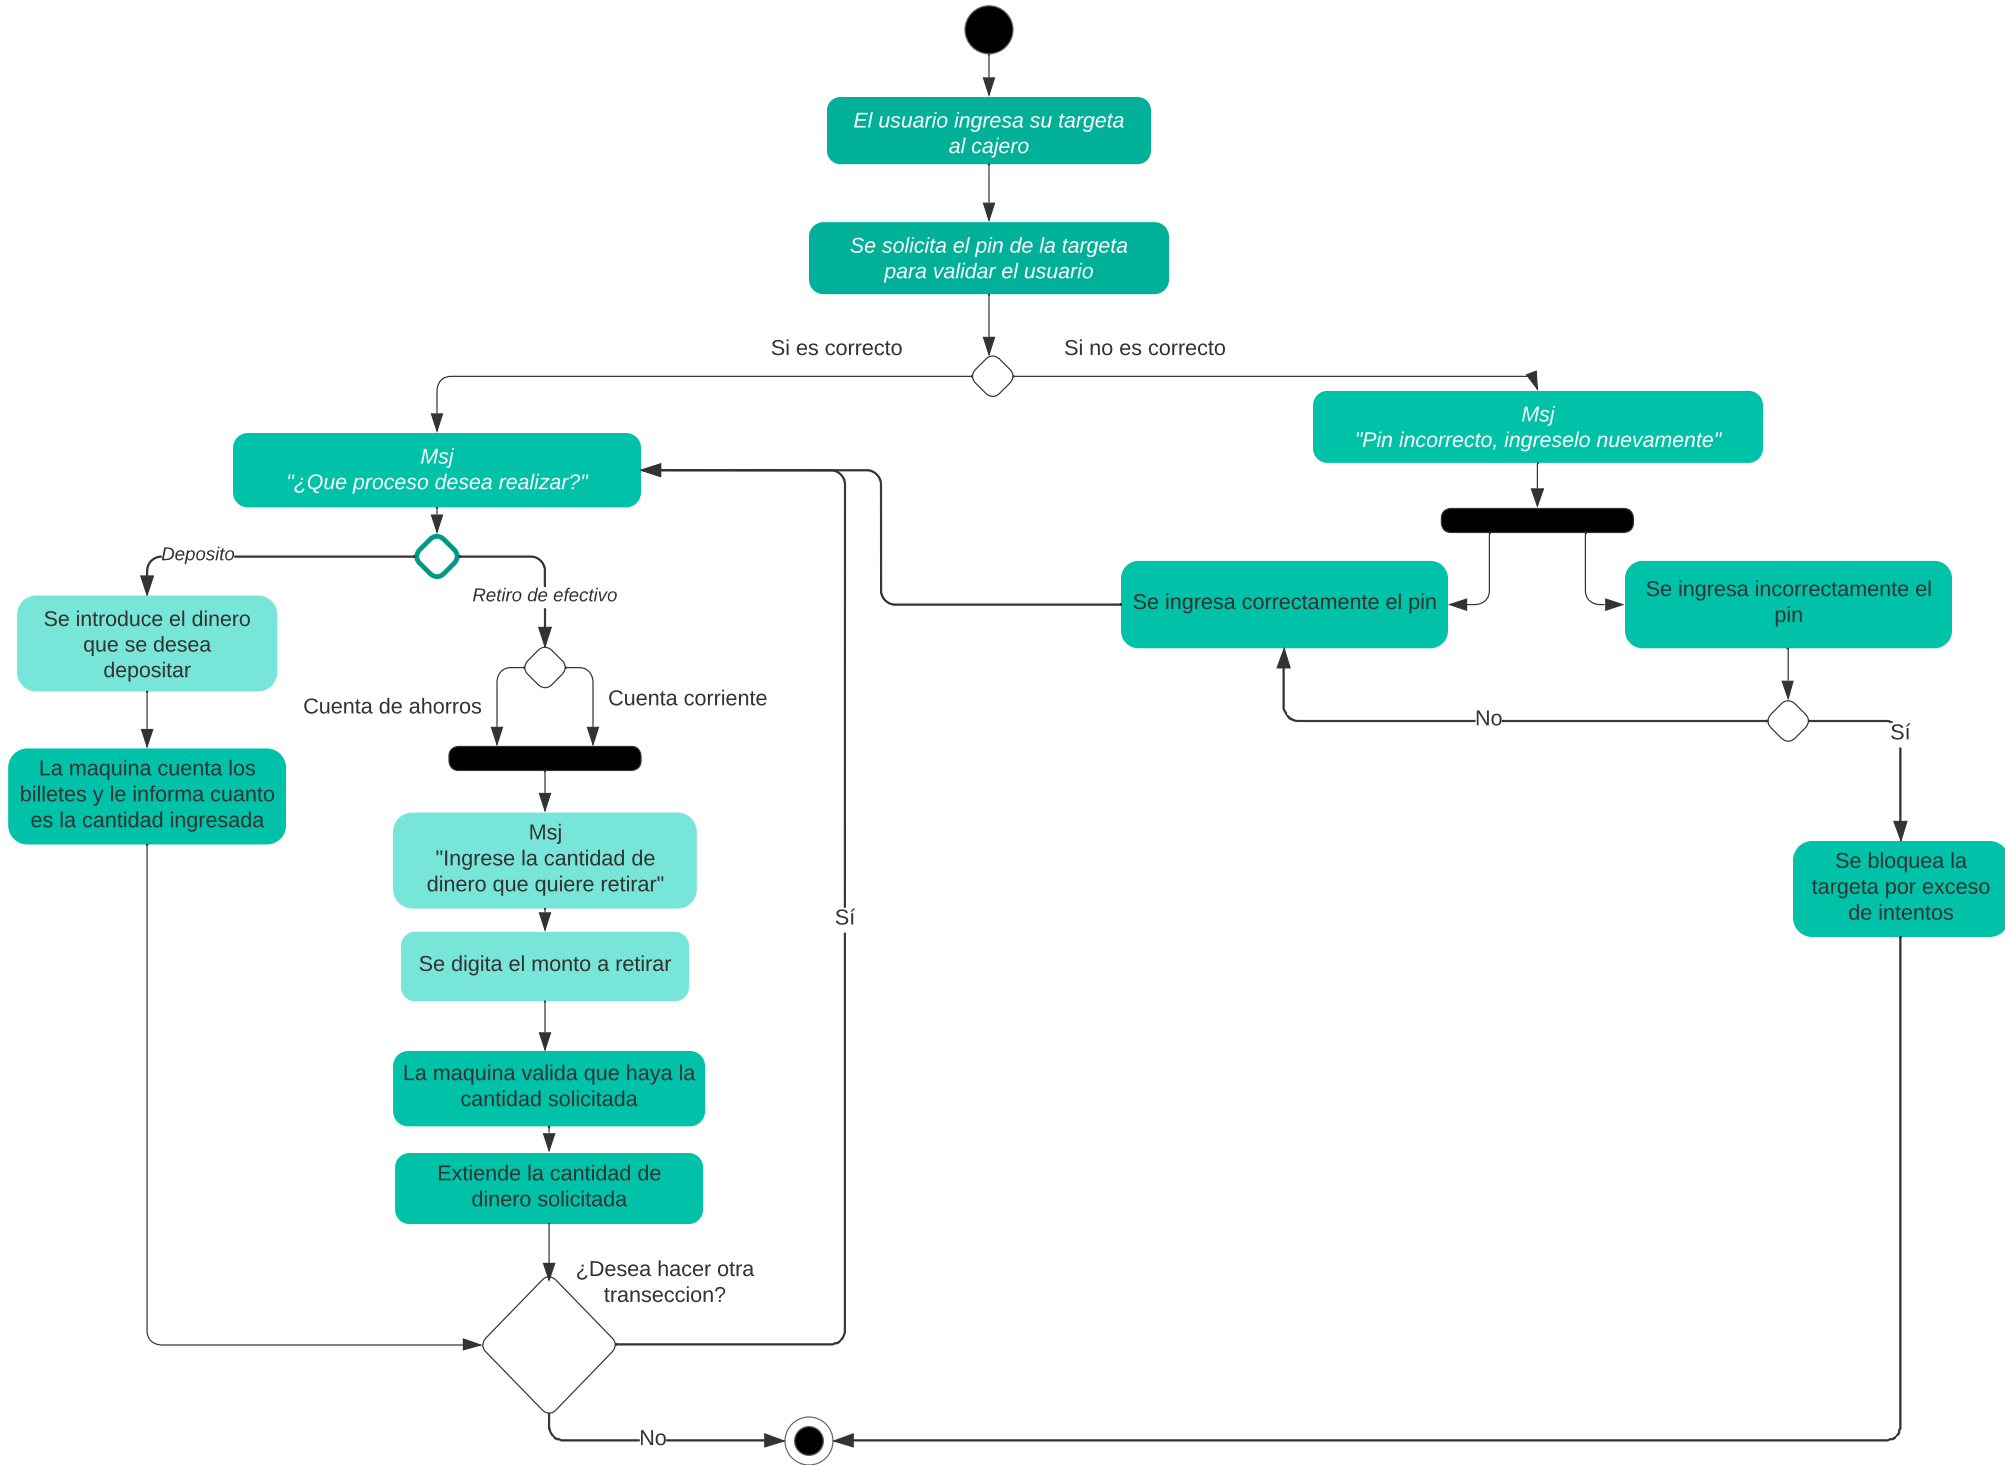 El usuario ingresa su targeta
al cajero
Se solicita el pin de la targeta
para validar el usuario
Si es correcto
Si no es correcto
Msj
"Pin incorrecto, ingreselo nuevamente"
Msj
"¿Que proceso desea realizar?"
Deposito
Retiro de efectivo
Se ingresa correctamente el pin
Se ingresa incorrectamente el
pin
Se introduce el dinero
que se desea
depositar
Cuenta de ahorros
Cuenta corriente
No
Sí
La maquina cuenta los
billetes y le informa cuanto
es la cantidad ingresada
Msj
"Ingrese la cantidad de
dinero que quiere retirar"
Se bloquea la
targeta por exceso
de intentos
Sí
Se digita el monto a retirar
La maquina valida que haya la
cantidad solicitada
Extiende la cantidad de
dinero solicitada
¿Desea hacer otra
transeccion?
No